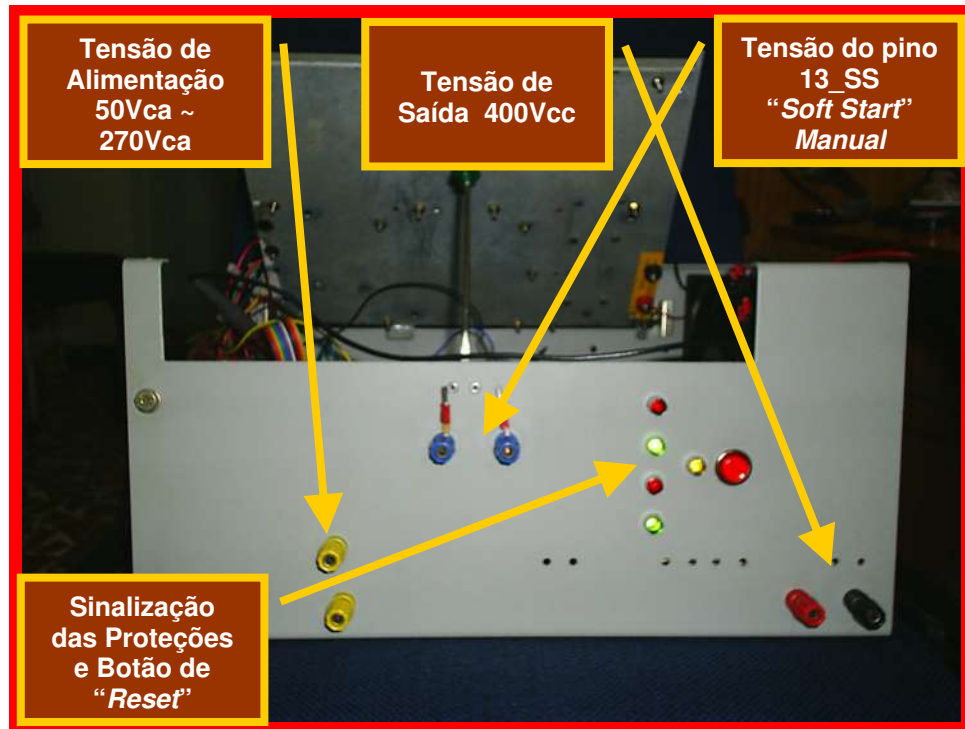 Tensão de
Alimentação
50Vca ~
270Vca
Tensão de
Saída 400Vcc
Tensão do pino
13_SS
“Soft Start”
Manual
Sinalização
das Proteções
e Botão de
“Reset”